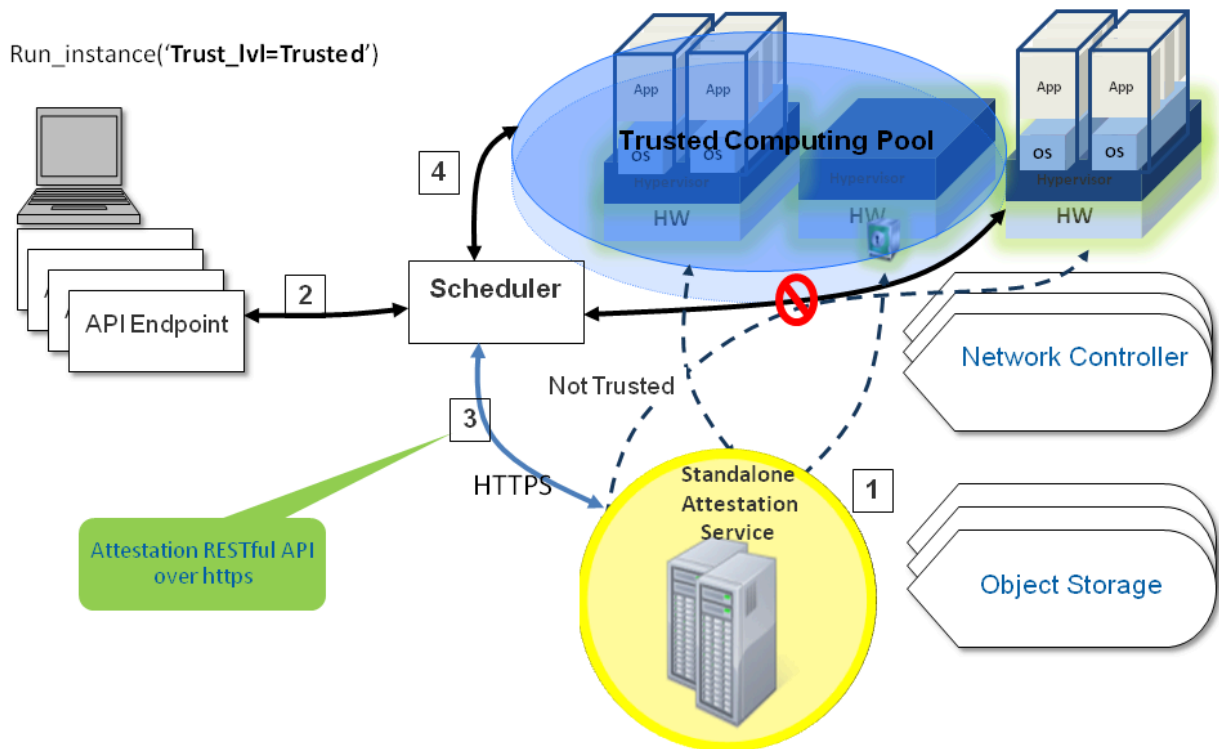 Run_instance('Trust_lvl=Trusted')
App
App
OS
OS
Trusted Computing Pool
Hypervisor
HW
Hypervisor
HW
App
App
OS
OS
Hypervisor
HW
4
2
Scheduler
A
A
A
API Endpoint
Not Trusted
Network Controller
3
HTTPS
Standalone
Attestation
Service
1
Attestation RESTful API
over https
Object Storage